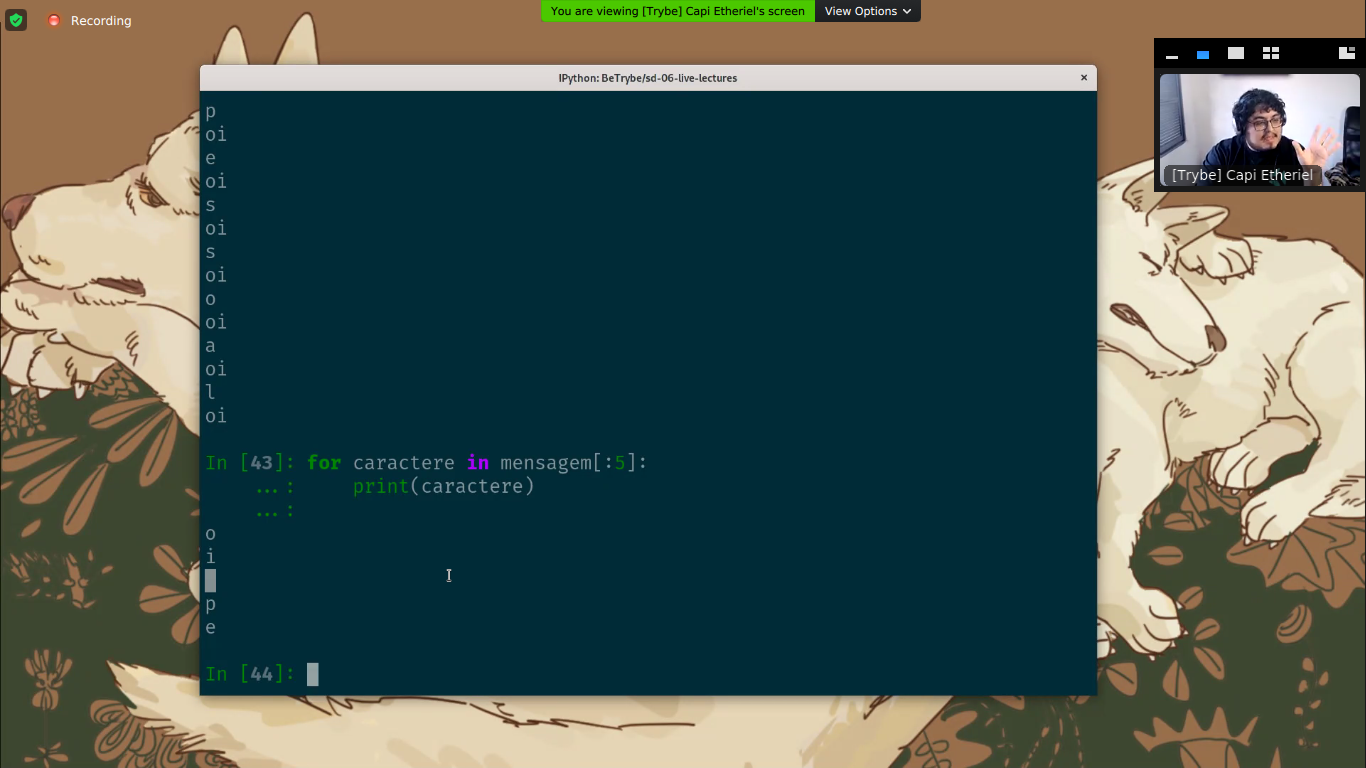 Recording
You are viewing [Trybe] Capi Etheriel's screen
View Options
IPython: BeTrybe/sd-06-live-lectures
[Trybe] Capi Etheriel
p
oi
e
oi
s
oi
s
oi
o
oi
a
oi
l
oi
In [43]: for caractere in mensagem[:5]:
...: print(caractere)
...:
o
i
p
e
In [44]: